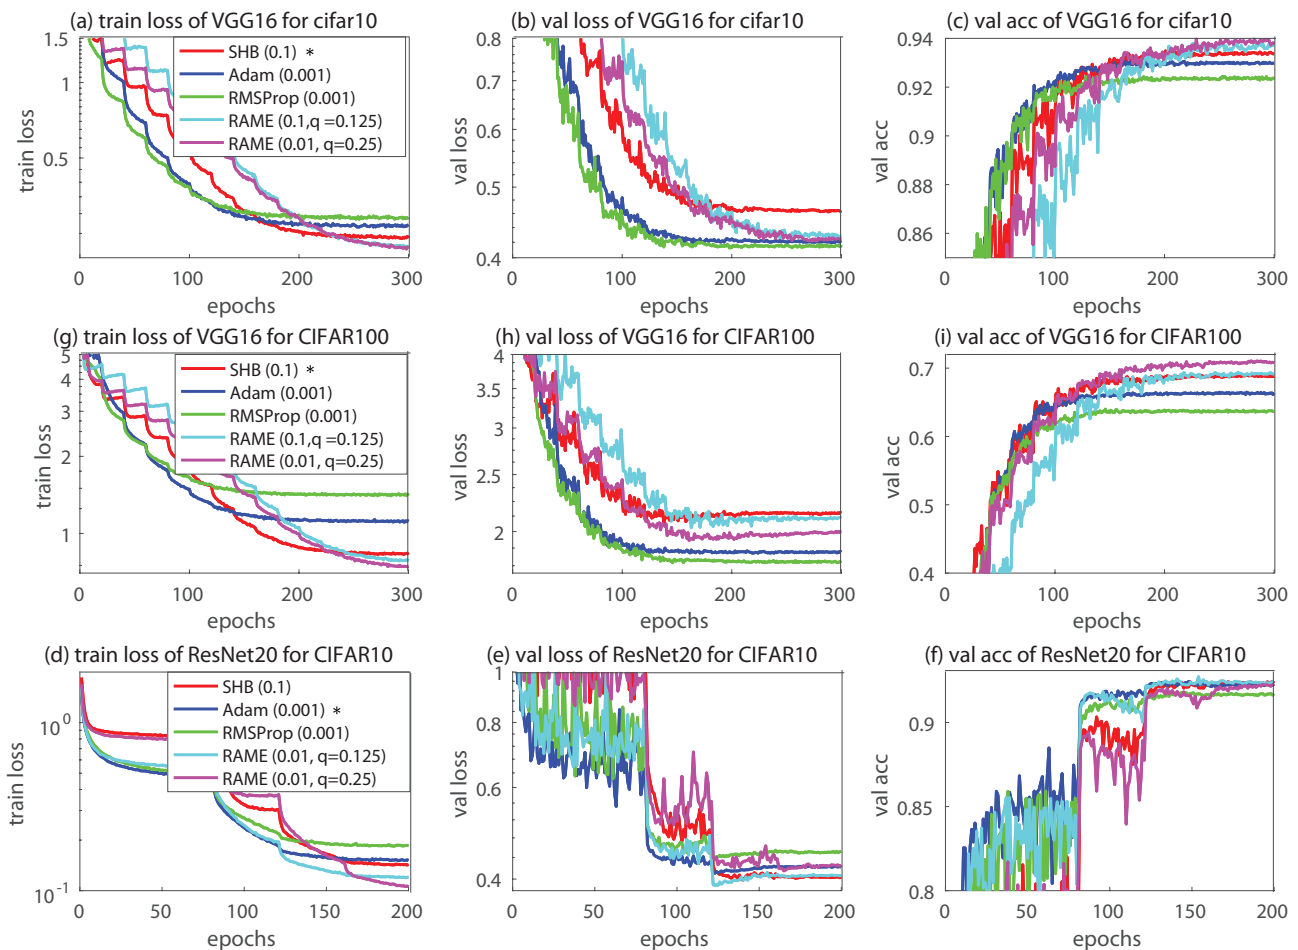 (a) train loss of VGG16 for cifar10
(b) val loss of VGG16 for cifar10
(c) val acc of VGG16 for cifar10
1.5
1
0.5
train loss
SHB (0.1) *
Adam (0.001)
RMSProp (0.001)
RAME (0.1,q =0.125)
RAME (0.01, q=0.25)
0 100 200 300
epochs
0.8
0.7
0.6
0.5
0.4
val loss
0 100 200 300
epochs
0.94
0.92
0.9
0.88
0.86
val acc
0 100 200 300
epochs
(g) train loss of VGG16 for CIFAR100
(h) val loss of VGG16 for CIFAR100
(i) val acc of VGG16 for CIFAR100
5
4
3
2
1
train loss
SHB (0.1) *
Adam (0.001)
RMSProp (0.001)
RAME (0.1,q =0.125)
RAME (0.01, q=0.25)
0 100 200 300
epochs
4
3.5
3
2.5
2
val loss
0 100 200 300
epochs
0.7
0.6
0.5
0.4
val acc
0 100 200 300
epochs
(d) train loss of ResNet20 for CIFAR10
(e) val loss of ResNet20 for CIFAR10
(f) val acc of ResNet20 for CIFAR10
10^0
10^-1
train loss
SHB (0.1)
Adam (0.001) *
RMSProp (0.001)
RAME (0.01, q=0.125)
RAME (0.01, q=0.25)
0 50 100 150 200
epochs
1
0.8
0.6
0.4
val loss
0 50 100 150 200
epochs
0.9
0.85
0.8
val acc
0 50 100 150 200
epochs